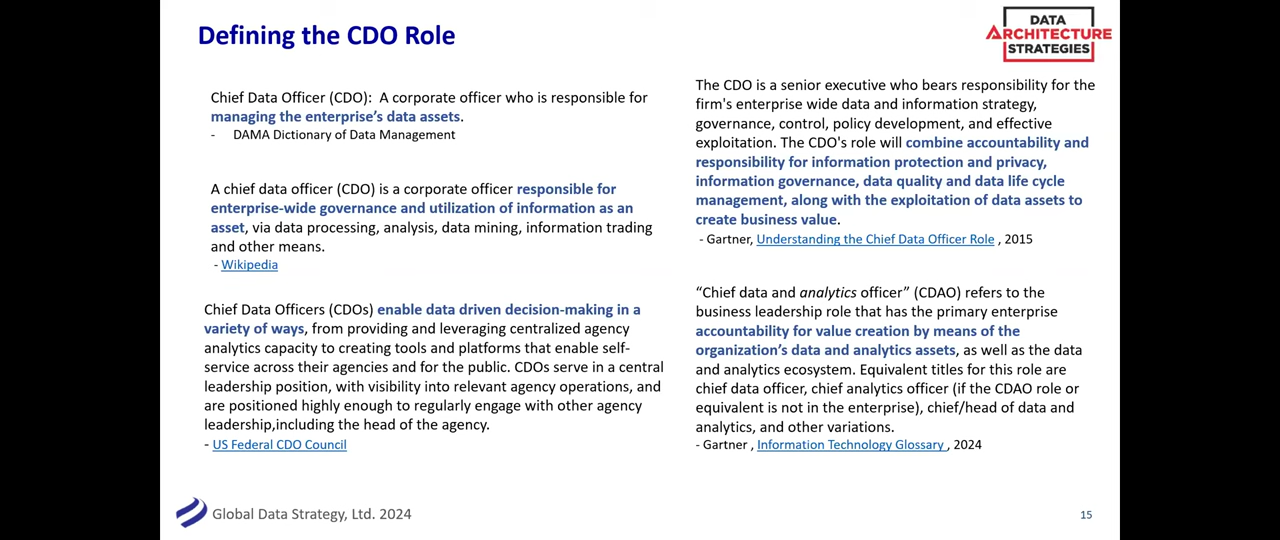 Defining the CDO Role
DATA
ARCHITECTURE
STRATEGIES
Chief Data Officer (CDO):  A corporate officer who is responsible for
managing the enterprise’s data assets.
-    DAMA Dictionary of Data Management
A chief data officer (CDO) is a corporate officer responsible for
enterprise-wide governance and utilization of information as an
asset, via data processing, analysis, data mining, information trading
and other means.
- Wikipedia
Chief Data Officers (CDOs) enable data driven decision-making in a
variety of ways, from providing and leveraging centralized agency
analytics capacity to creating tools and platforms that enable self-
service across their agencies and for the public. CDOs serve in a central
leadership position, with visibility into relevant agency operations, and
are positioned highly enough to regularly engage with other agency
leadership,including the head of the agency.
- US Federal CDO Council
The CDO is a senior executive who bears responsibility for the
firm's enterprise wide data and information strategy,
governance, control, policy development, and effective
exploitation. The CDO's role will combine accountability and
responsibility for information protection and privacy,
information governance, data quality and data life cycle
management, along with the exploitation of data assets to
create business value.
- Gartner, Understanding the Chief Data Officer Role , 2015
“Chief data and analytics officer” (CDAO) refers to the
business leadership role that has the primary enterprise
accountability for value creation by means of the
organization’s data and analytics assets, as well as the data
and analytics ecosystem. Equivalent titles for this role are
chief data officer, chief analytics officer (if the CDAO role or
equivalent is not in the enterprise), chief/head of data and
analytics, and other variations.
- Gartner , Information Technology Glossary , 2024
Global Data Strategy, Ltd. 2024
15